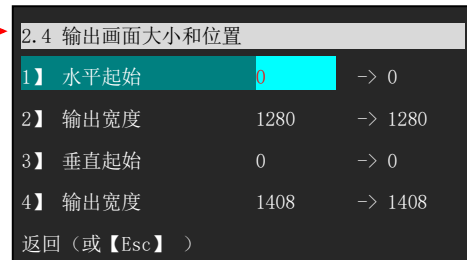 2.4 输出画面大小和位置
1】 水平起始 0 -> 0
2】 输出宽度 1280 -> 1280
3】 垂直起始 0 -> 0
4】 输出宽度 1408 -> 1408
返回（或【Esc】 ）